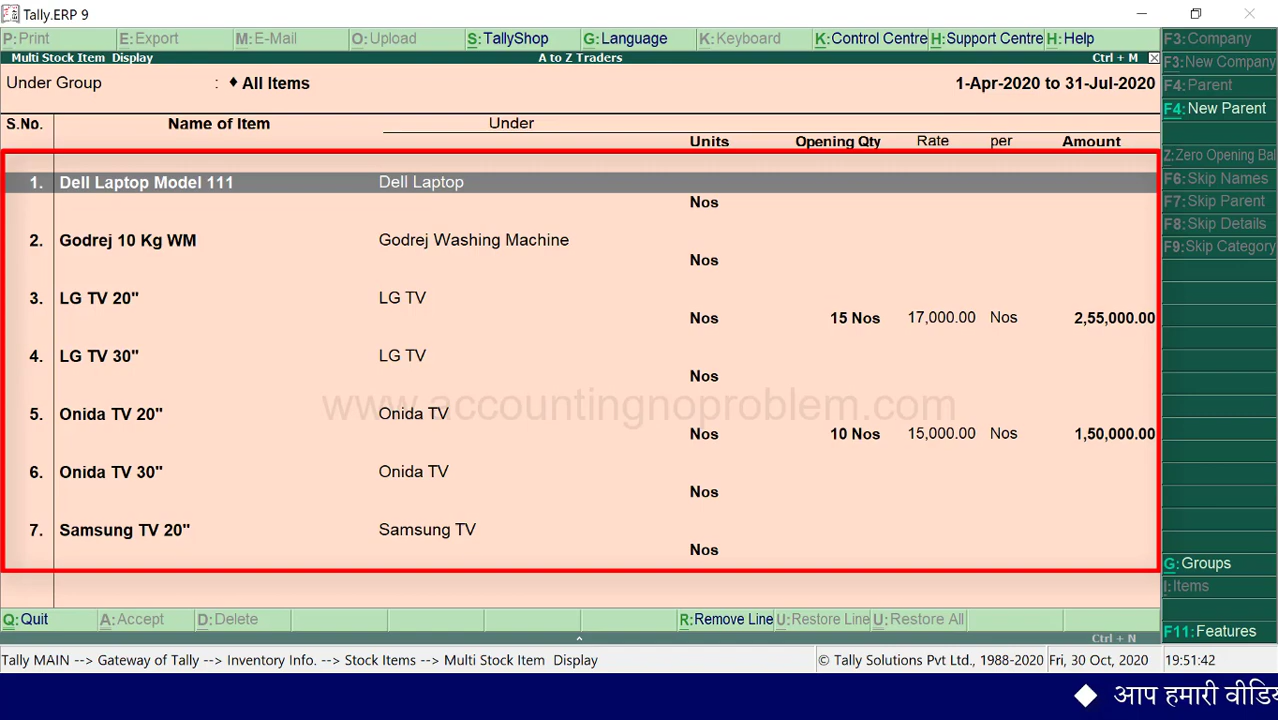 Tally.ERP 9
P: Print E: Export M: E-Mail O: Upload S: TallyShop G: Language K: Keyboard K: Control Centre H: Support Centre H: Help
Multi Stock Item Display A to Z Traders Ctrl + M
Under Group : ♦ All Items 1-Apr-2020 to 31-Jul-2020
S.No. Name of Item Under
Units Opening Qty Rate per Amount
1. Dell Laptop Model 111 Dell Laptop
Nos
2. Godrej 10 Kg WM Godrej Washing Machine
Nos
3. LG TV 20" LG TV
Nos 15 Nos 17,000.00 Nos 2,55,000.00
4. LG TV 30" LG TV
Nos
www.accountingnoproblem.com
5. Onida TV 20" Onida TV
Nos 10 Nos 15,000.00 Nos 1,50,000.00
6. Onida TV 30" Onida TV
Nos
7. Samsung TV 20" Samsung TV
Nos
F3: Company
F3: New Company
F4: Parent
F4: New Parent
Z: Zero Opening Bal
F6: Skip Names
F7: Skip Parent
F8: Skip Details
F9: Skip Category
G: Groups
I: Items
F11: Features
Q: Quit A: Accept D: Delete R: Remove Line U: Restore Line U: Restore All
Ctrl + N
Tally MAIN --> Gateway of Tally --> Inventory Info. --> Stock Items --> Multi Stock Item Display © Tally Solutions Pvt Ltd., 1988-2020 Fri, 30 Oct, 2020 19:51:42
◆ आप हमारी